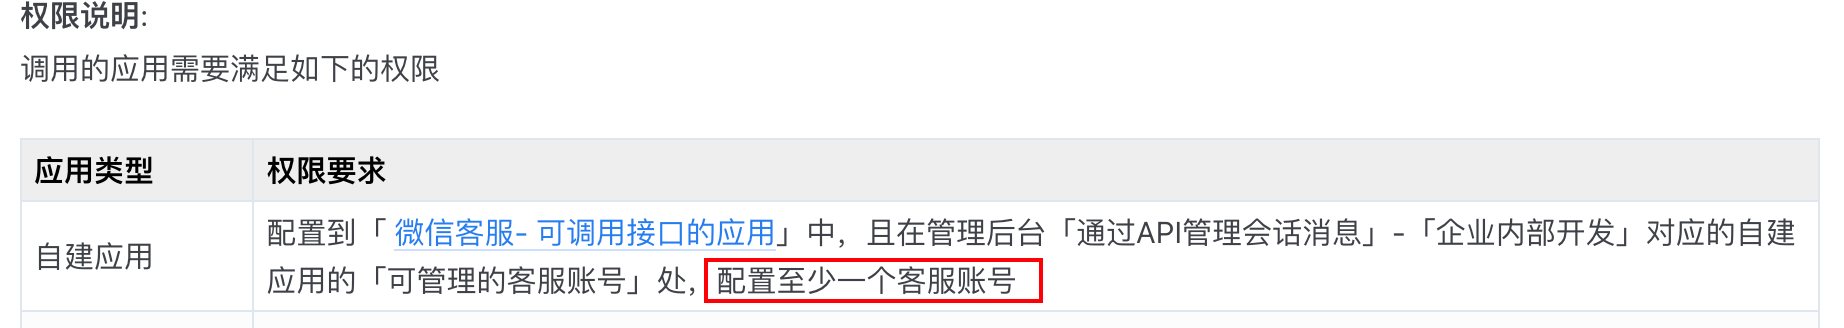 权限说明:
调用的应用需要满足如下的权限
应用类型
权限要求
自建应用
配置到「 微信客服- 可调用接口的应用」中，且在管理后台「通过API管理会话消息」-「企业内部开发」对应的自建
应用的「可管理的客服账号」处，配置至少一个客服账号